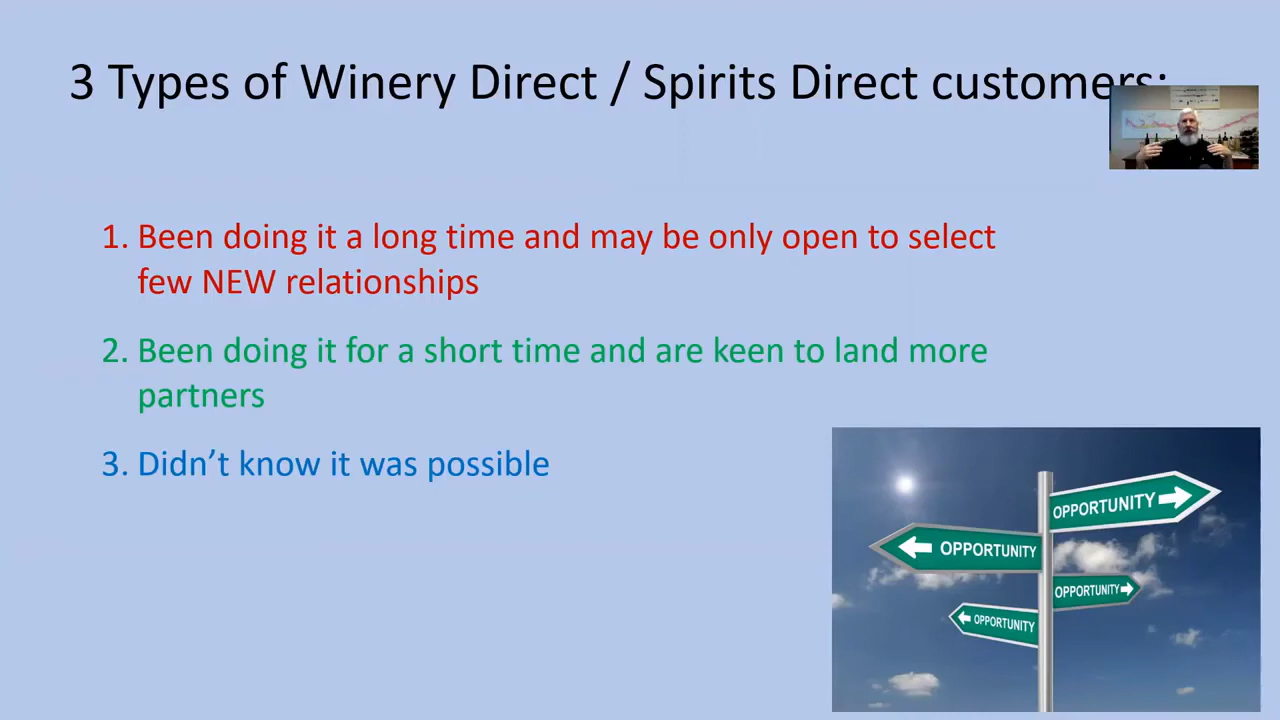 3 Types of Winery Direct / Spirits Direct customers:
1. Been doing it a long time and may be only open to select
few NEW relationships
2. Been doing it for a short time and are keen to land more
partners
3. Didn’t know it was possible
OPPORTUNITY
OPPORTUNITY
OPPORTUNITY
OPPORTUNITY